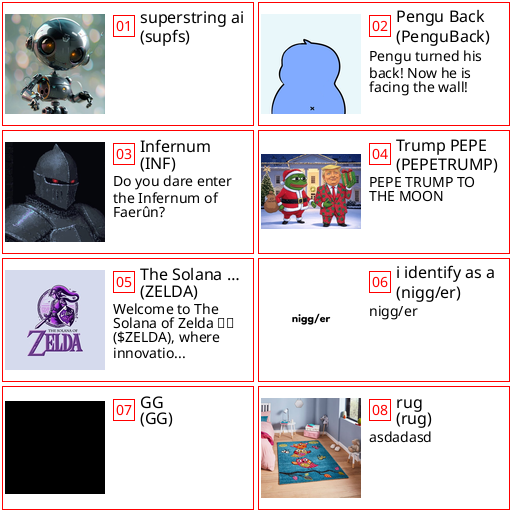 01
superstring ai
(supfs)
02
Pengu Back
(PenguBack)
Pengu turned his
back! Now he is
facing the wall!
03
Infernum
(INF)
Do you dare enter
the Infernum of
Faerûn?
04
Trump PEPE
(PEPETRUMP)
PEPE TRUMP TO
THE MOON
05
The Solana ...
(ZELDA)
Welcome to The
Solana of Zelda
($ZELDA), where
innovatio...
THE SOLANA OF
ZELDA
06
i identify as a
(nigg/er)
nigg/er
nigg/er
07
GG
(GG)
08
rug
(rug)
asdadasd